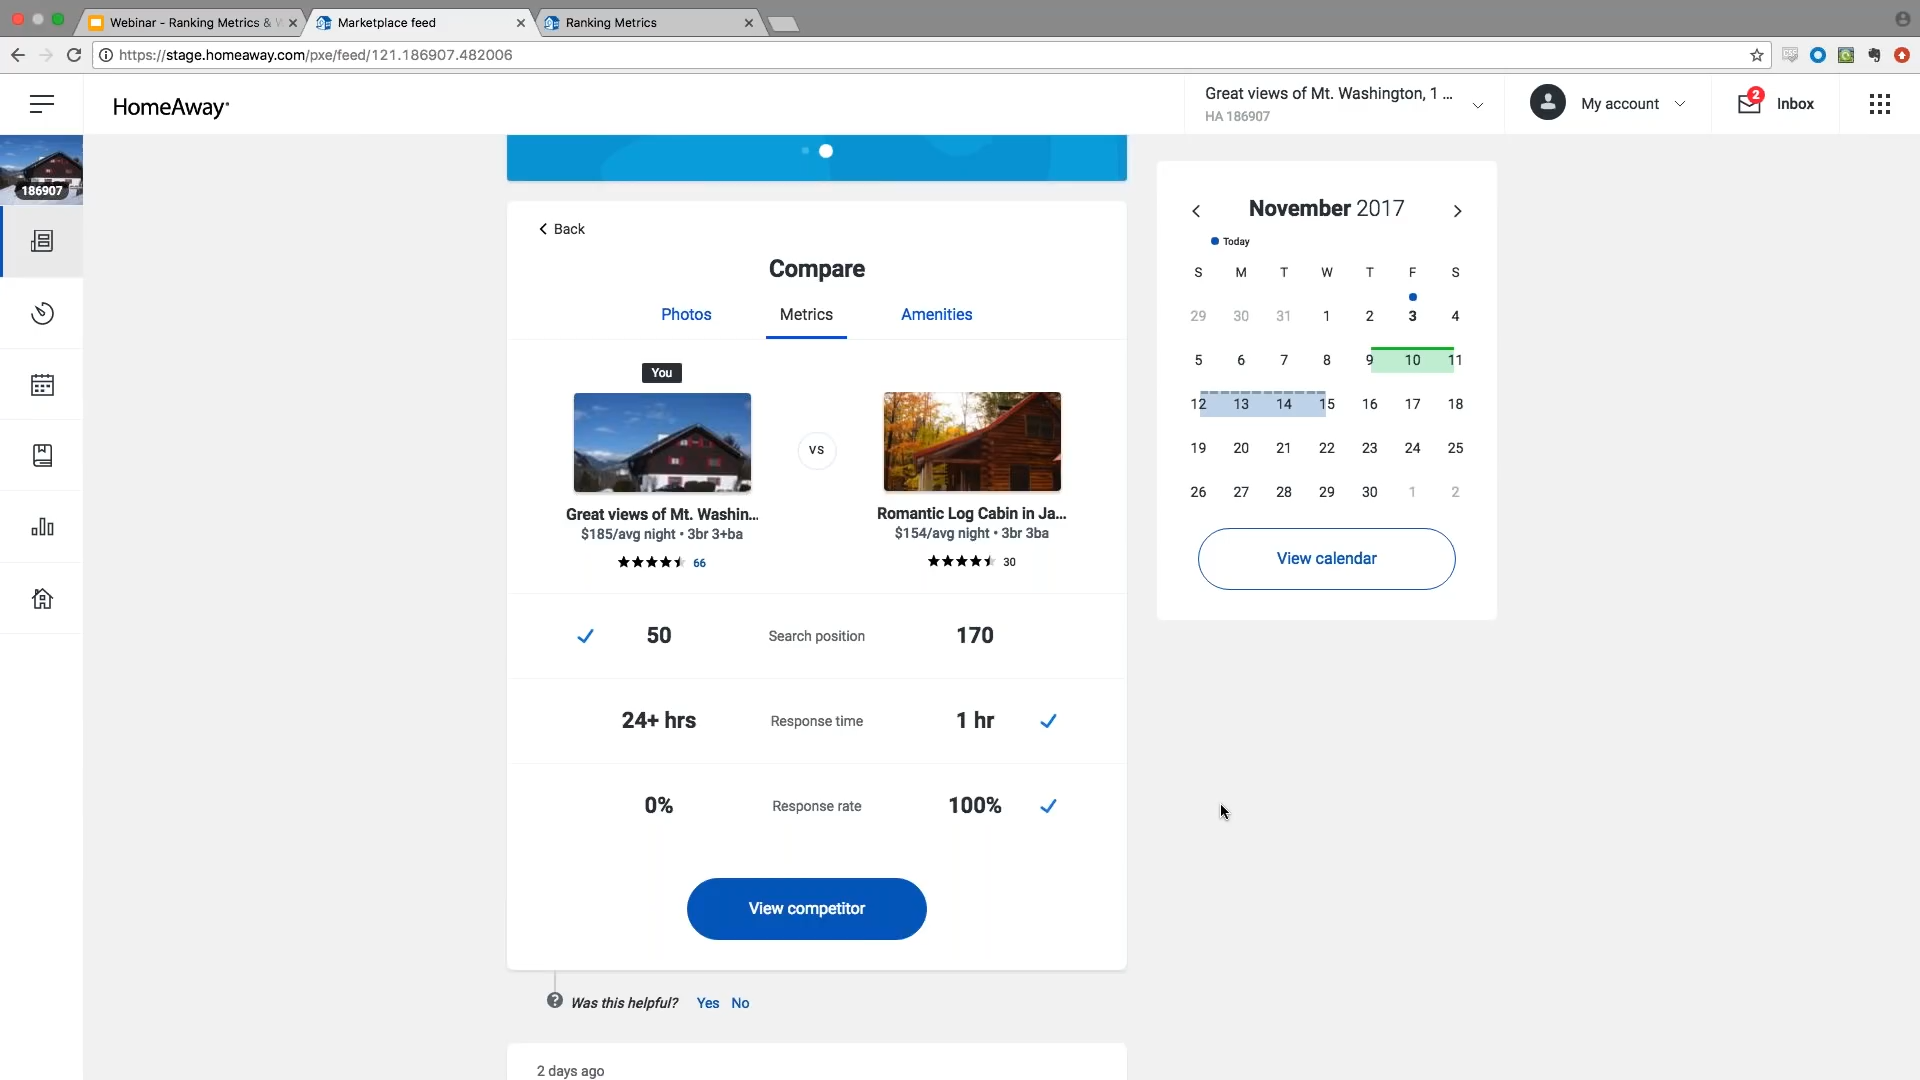 Webinar - Ranking Metrics &
Marketplace feed
Ranking Metrics
https://stage.homeaway.com/pxe/feed/121.186907.482006
HomeAway
Great views of Mt. Washington, 1 ...
HA 186907
My account
2
Inbox
186907
Back
Compare
Photos
Metrics
Amenities
You
VS
Great views of Mt. Washin...
$185/avg night • 3br 3+ba
66
Romantic Log Cabin in Ja...
$154/avg night • 3br 3ba
30
50 Search position 170
24+ hrs Response time 1 hr
0% Response rate 100%
View competitor
? Was this helpful? Yes No
2 days ago
November 2017
Today
S M T W T F S
29 30 31 1 2 3 4
5 6 7 8 9 10 11
12 13 14 15 16 17 18
19 20 21 22 23 24 25
26 27 28 29 30 1 2
View calendar